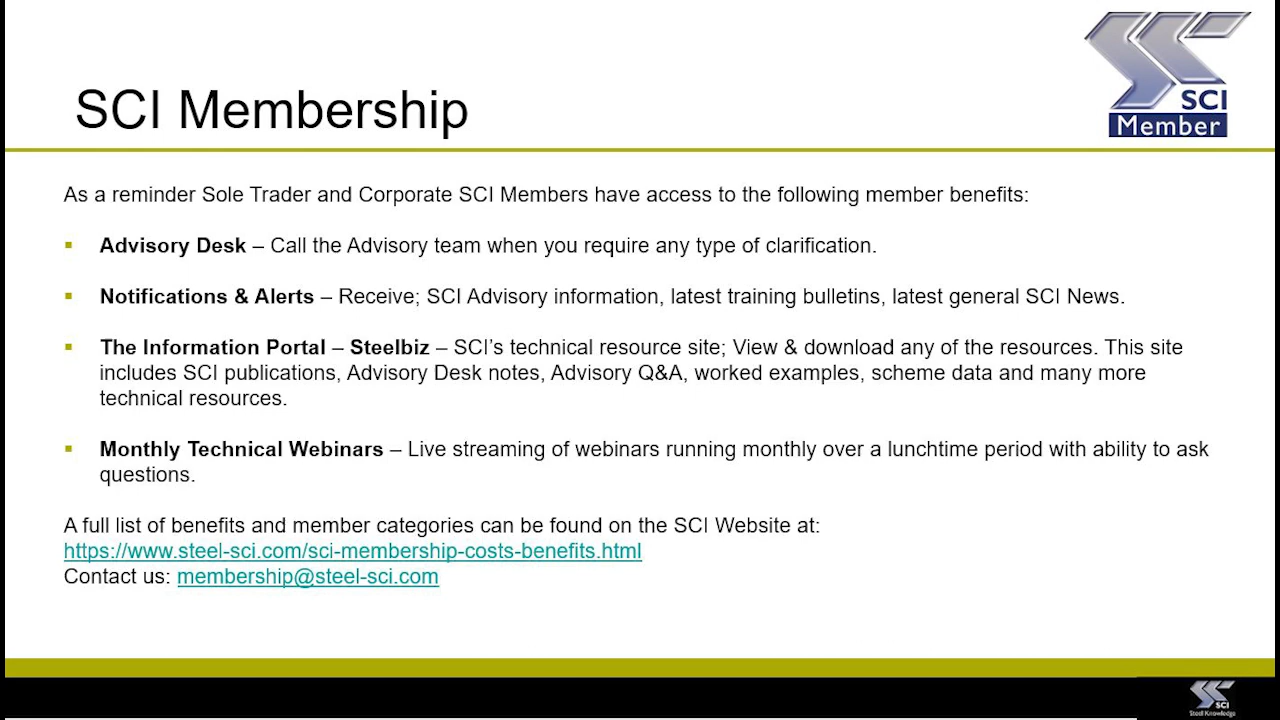 SCI
Member
SCI Membership
As a reminder Sole Trader and Corporate SCI Members have access to the following member benefits:
▪ Advisory Desk – Call the Advisory team when you require any type of clarification.
▪ Notifications & Alerts – Receive; SCI Advisory information, latest training bulletins, latest general SCI News.
▪ The Information Portal – Steelbiz – SCI's technical resource site; View & download any of the resources. This site
includes SCI publications, Advisory Desk notes, Advisory Q&A, worked examples, scheme data and many more
technical resources.
▪ Monthly Technical Webinars – Live streaming of webinars running monthly over a lunchtime period with ability to ask
questions.
A full list of benefits and member categories can be found on the SCI Website at:
https://www.steel-sci.com/sci-membership-costs-benefits.html
Contact us: membership@steel-sci.com
SCI
Steel Knowledge